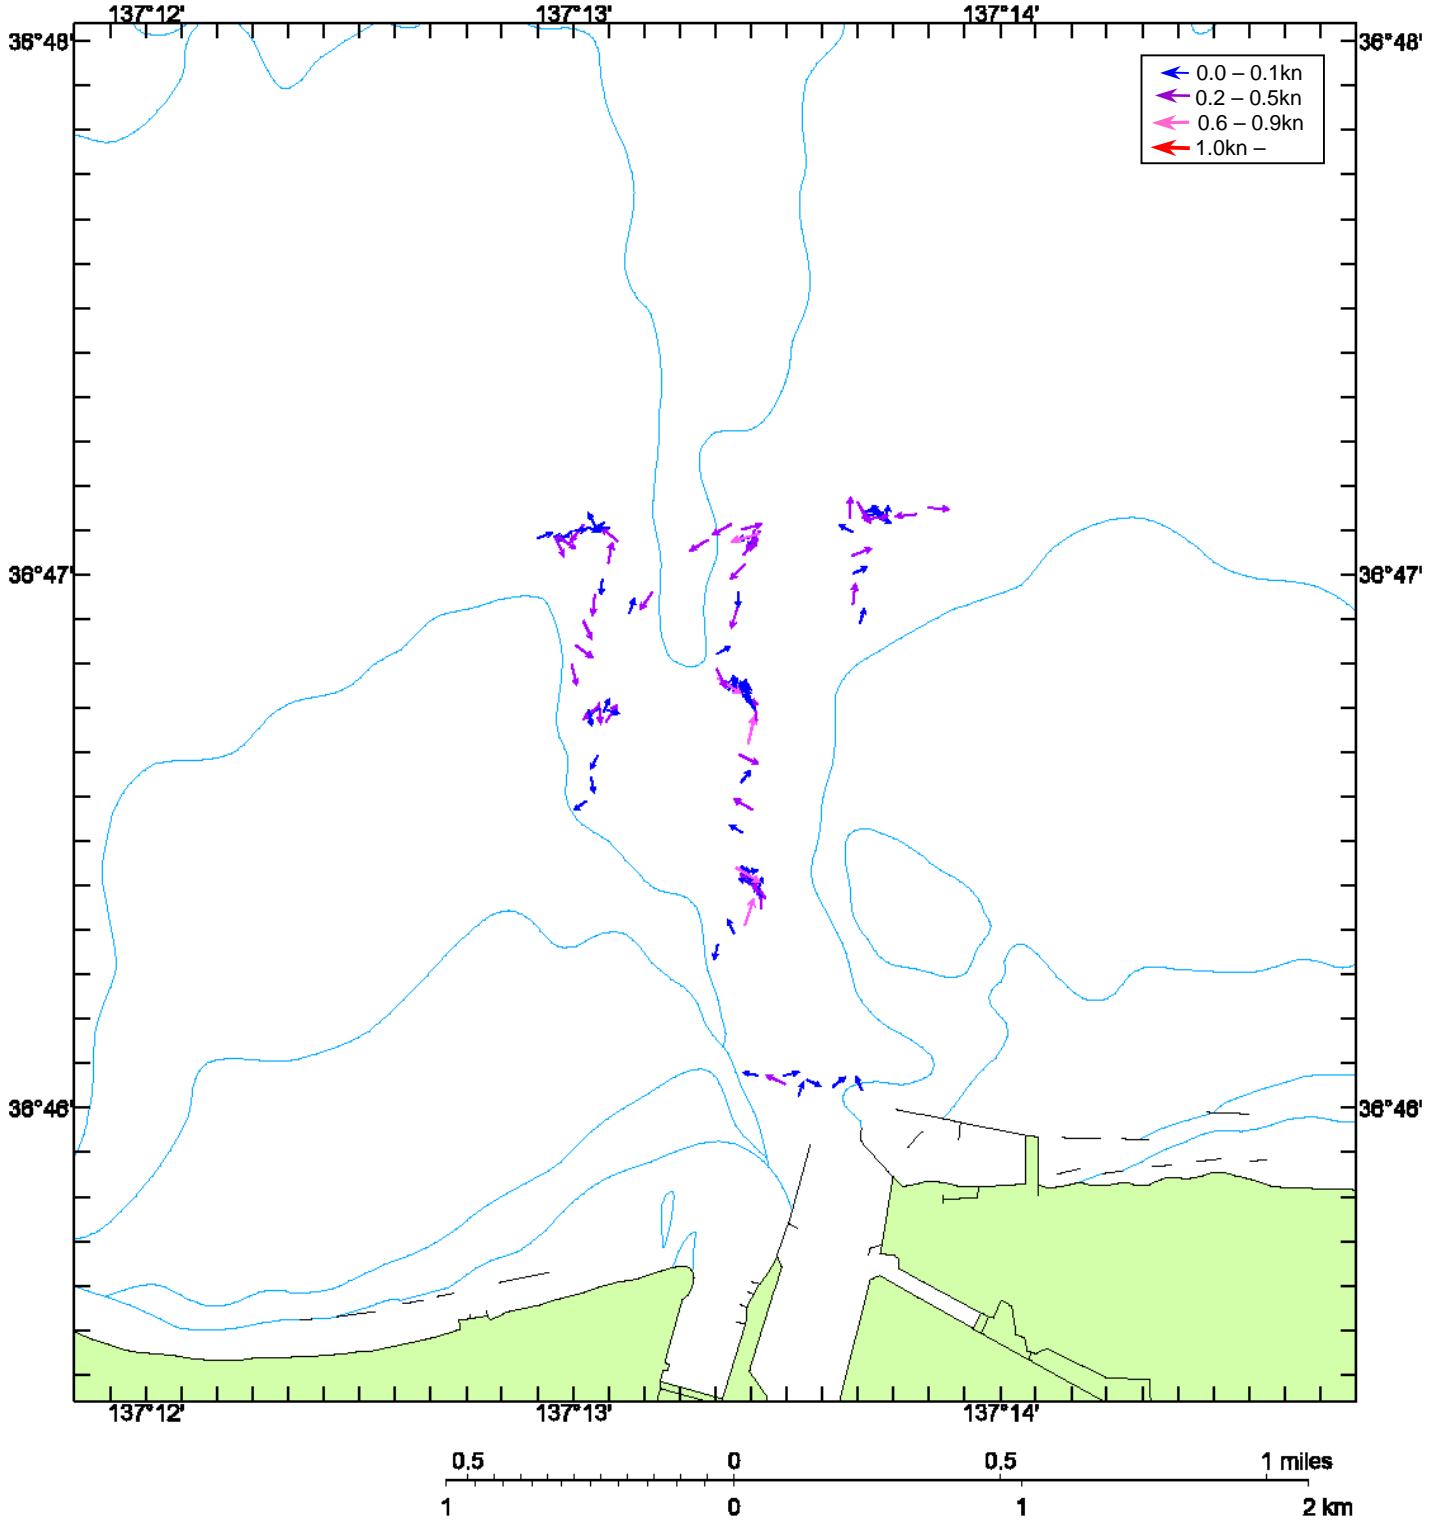 137°12' 137°13' 137°14'
36°48' 36°48'
0.0 – 0.1kn
0.2 – 0.5kn
0.6 – 0.9kn
1.0kn –
36°47' 36°47'
36°46' 36°46'
137°12' 137°13' 137°14'
0.5 0 0.5 1 miles
1 0 1 2 km